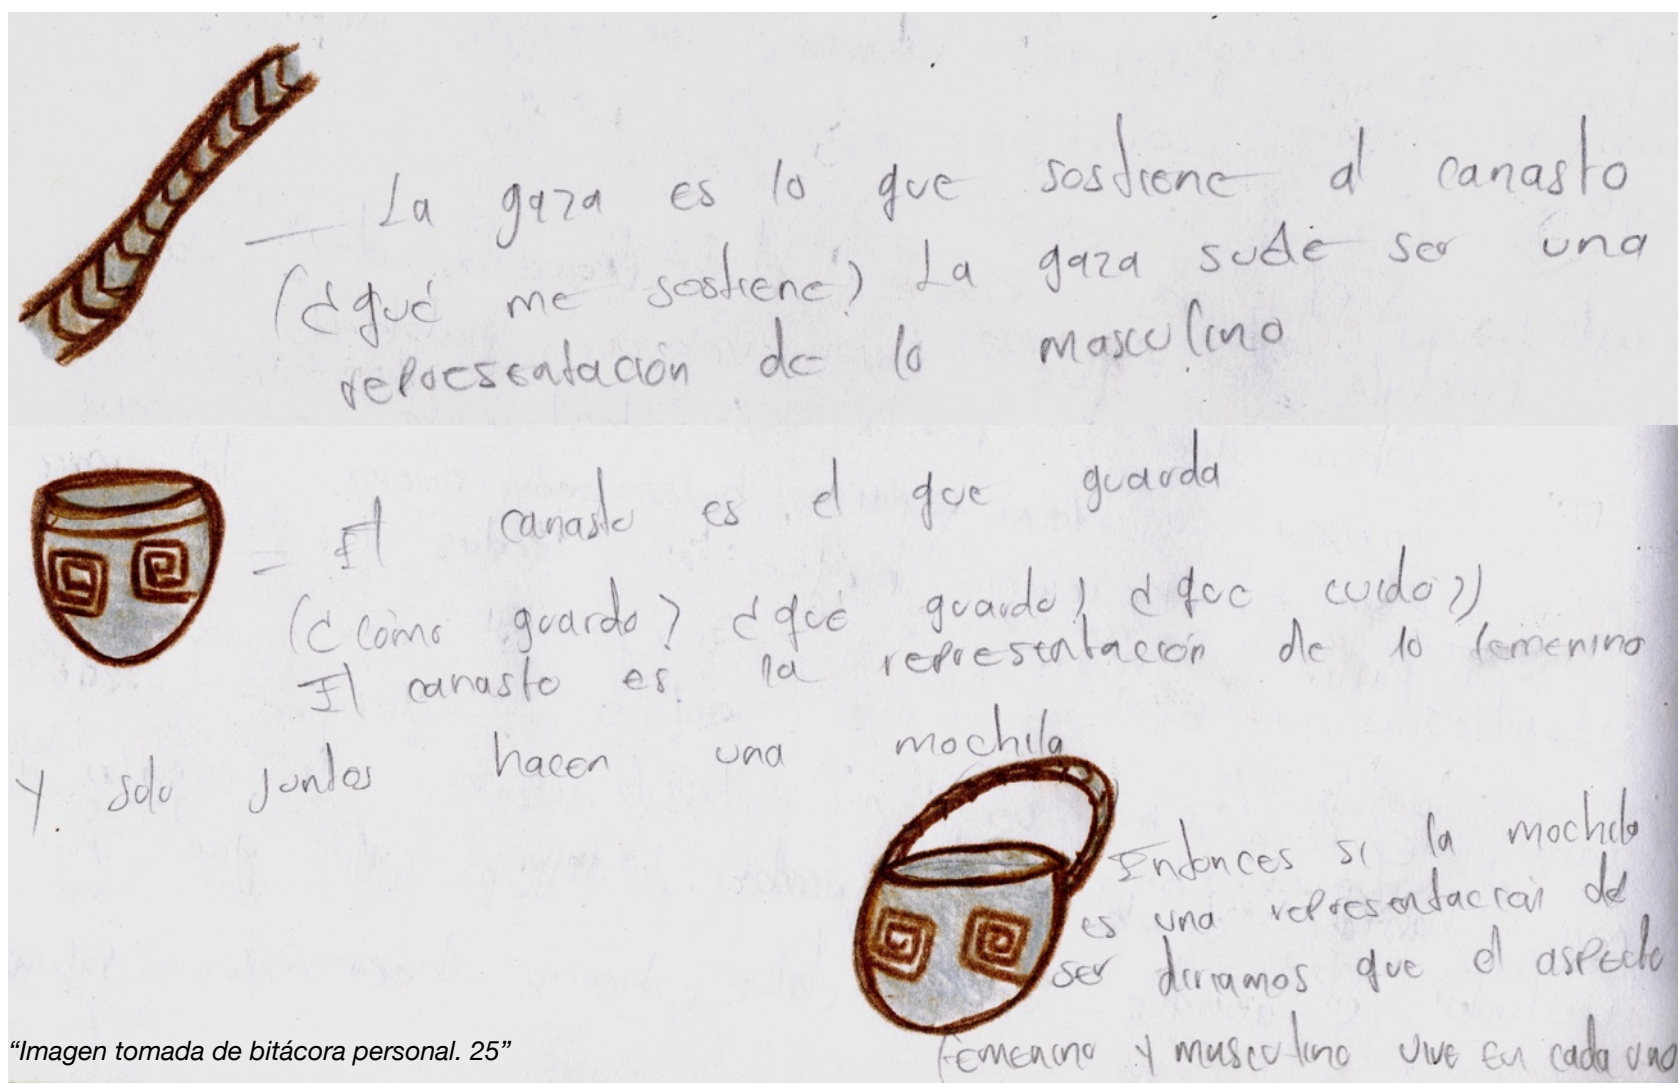 La gaza es lo que sostiene al canasto
(¿qué me sostiene?) La gaza suele ser una
representación de lo masculino
El canasto es el que guarda
(¿cómo guardo? ¿qué guardo? ¿que cuido?)
El canasto es la representación de lo femenino
Y solo juntos hacen una mochila
Entonces si la mochila
es una representación del
ser diriamos que el aspecto
femenino y masculino vive en cada uno
“Imagen tomada de bitácora personal. 25”